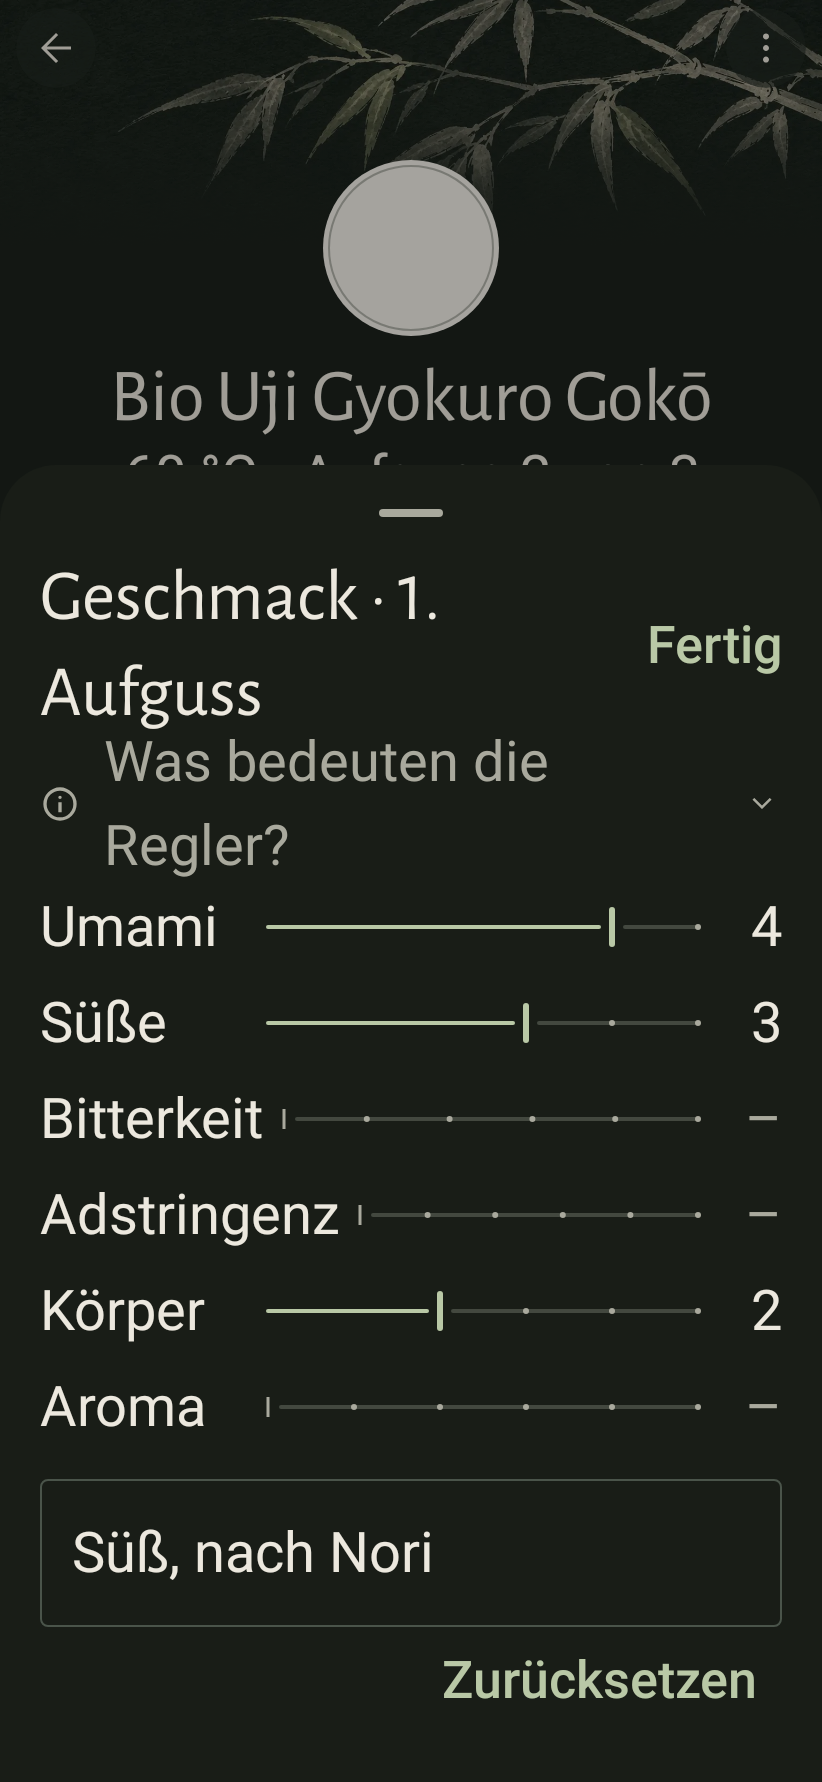 Bio Uji Gyokuro Gokō
Geschmack · 1.
Aufguss
Fertig
Was bedeuten die
Regler?
Umami 4
Süße 3
Bitterkeit –
Adstringenz –
Körper 2
Aroma –
Süß, nach Nori
Zurücksetzen